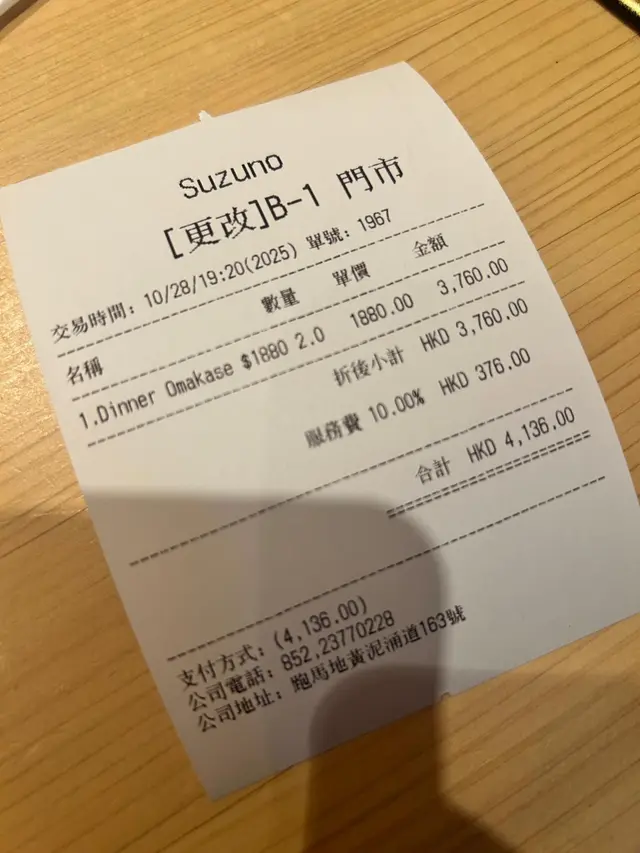 Suzuno
[更改]B-1 門市
交易時間: 10/28/19:20(2025) 單號: 1967
名稱 數量 單價 金額
1.Dinner Omakase $1880 2.0 1880.00 3,760.00
折後小計 HKD 3,760.00
服務費 10.00% HKD 376.00
合計 HKD 4,136.00
支付方式: (4,136.00)
公司電話: 852,23770228
公司地址: 跑馬地黃泥涌道163號